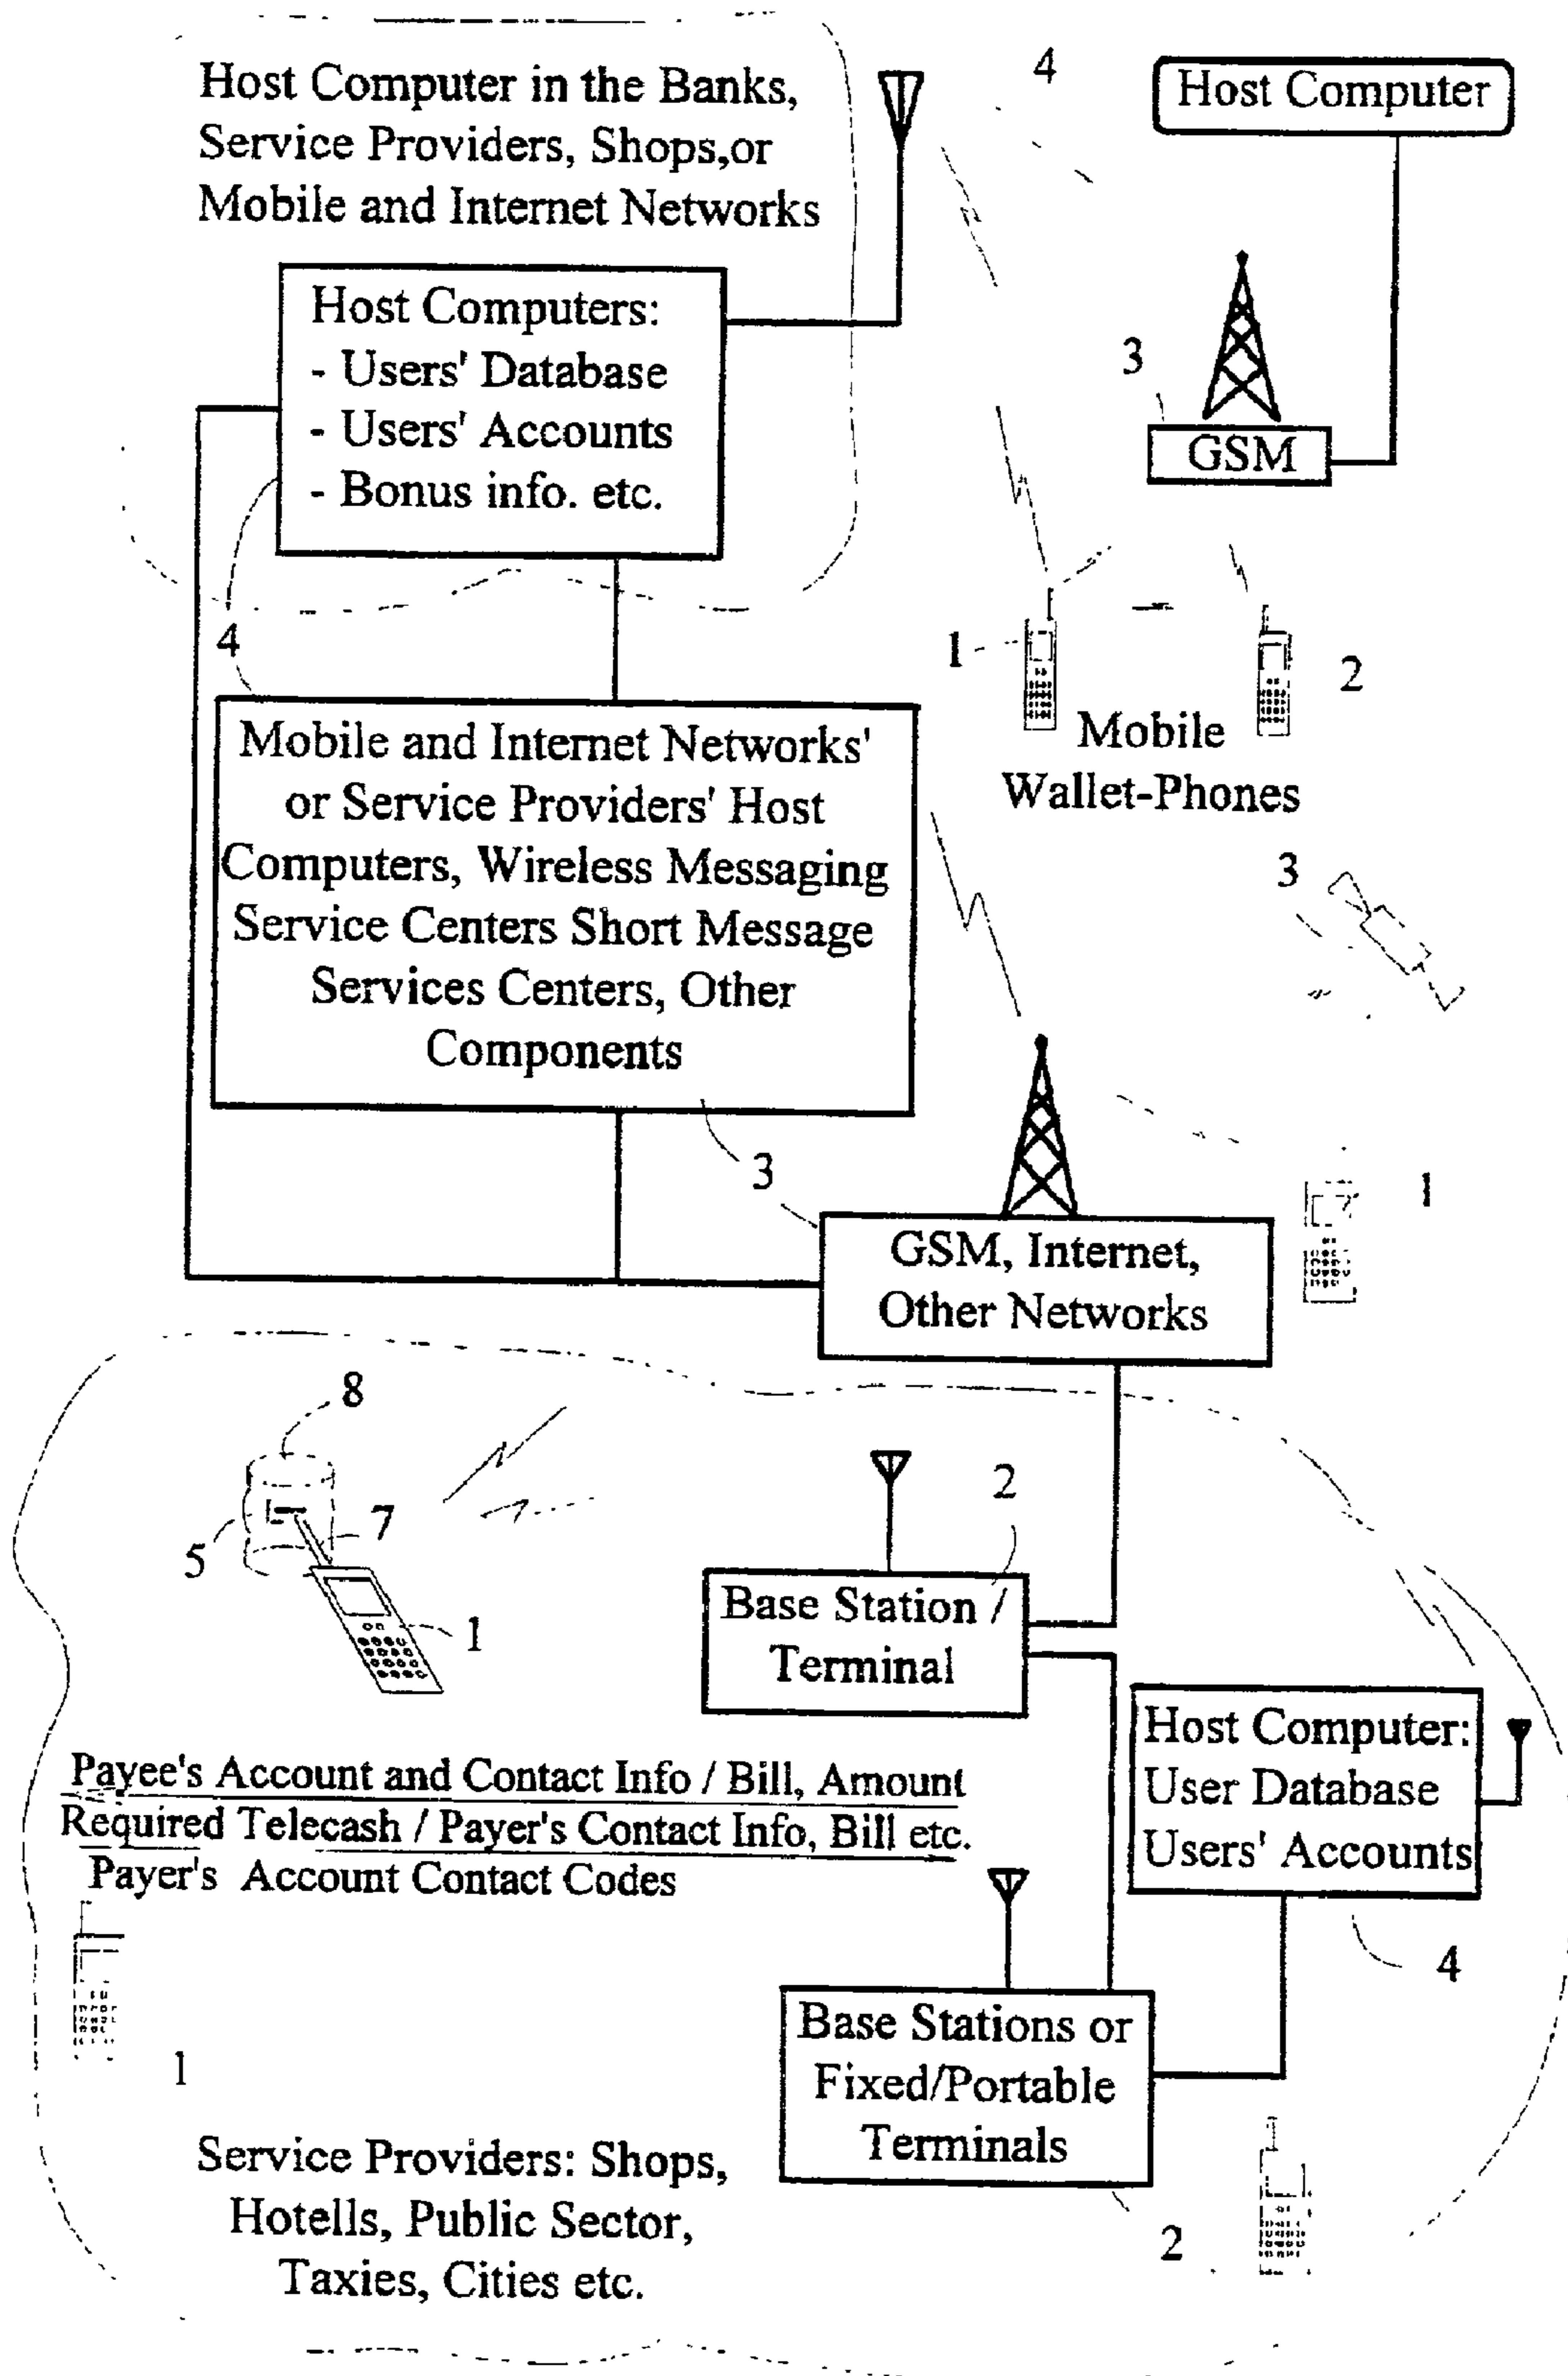 Host Computer in the Banks,
Service Providers, Shops,or
Mobile and Internet Networks
4
Host Computer
Host Computers:
- Users' Database
- Users' Accounts
- Bonus info. etc.
3
GSM
4
1
2
Mobile
Wallet-Phones
Mobile and Internet Networks'
or Service Providers' Host
Computers, Wireless Messaging
Service Centers Short Message
Services Centers, Other
Components
3
3
1
GSM, Internet,
Other Networks
8
5
7
1
2
Base Station /
Terminal
Host Computer:
User Database
Users' Accounts
4
Payee's Account and Contact Info / Bill, Amount
Required Telecash / Payer's Contact Info, Bill etc.
Payer's Account Contact Codes
1
Base Stations or
Fixed/Portable
Terminals
2
Service Providers: Shops,
Hotells, Public Sector,
Taxies, Cities etc.